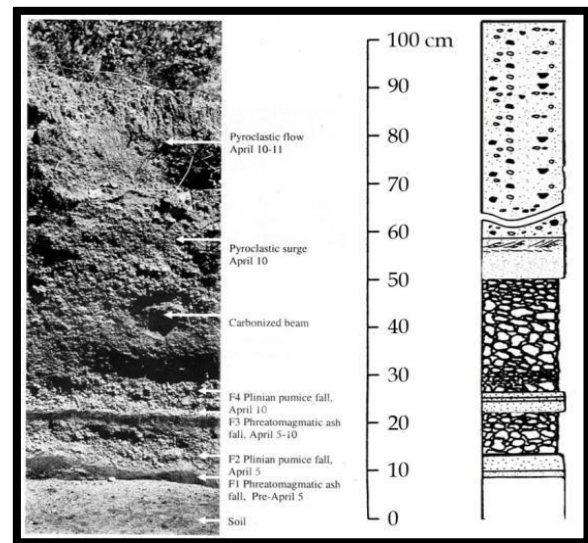 Pyroclastic flow
April 10-11
Pyroclastic surge
April 10
Carbonized beam
F4 Plinian pumice fall,
April 10
F3 Phreatomagmatic ash
fall, April 5-10
F2 Plinian pumice fall,
April 5
F1 Phreatomagmatic ash
fall, Pre-April 5
Soil
100 cm
90
80
70
60
50
40
30
20
10
0